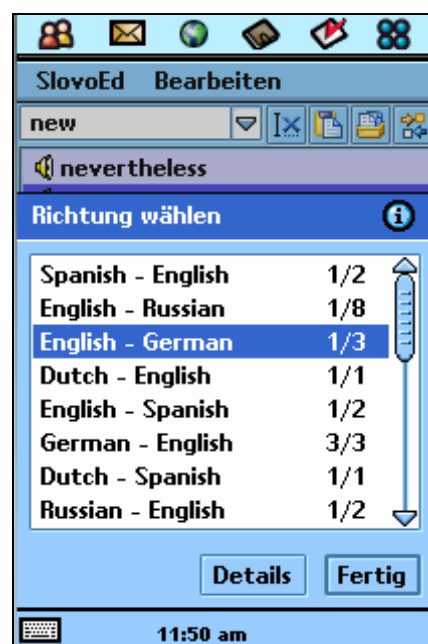 SlovoEd Bearbeiten
new
nevertheless
Richtung wählen
Spanish - English 1/2
English - Russian 1/8
English - German 1/3
Dutch - English 1/1
English - Spanish 1/2
German - English 3/3
Dutch - Spanish 1/1
Russian - English 1/2
Details Fertig
11:50 am